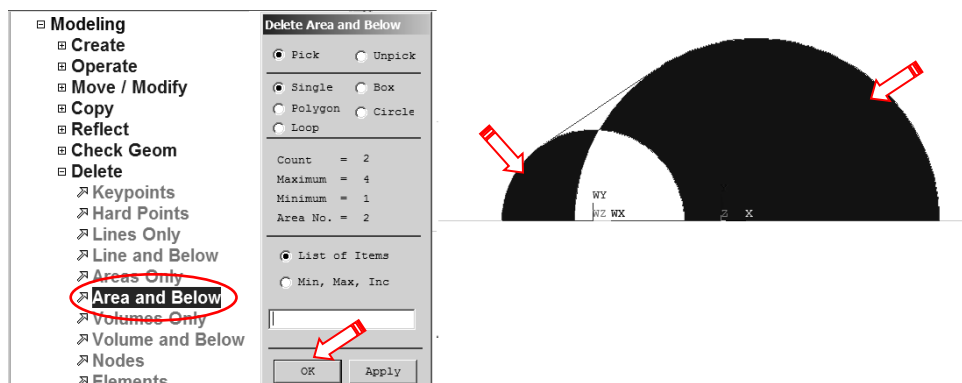 Modeling
Create
Operate
Move / Modify
Copy
Reflect
Check Geom
Delete
Keypoints
Hard Points
Lines Only
Line and Below
Areas Only
Area and Below
Volumes Only
Volume and Below
Nodes
Elements
Delete Area and Below
Pick Unpick
Single Box
Polygon Circle
Loop
Count = 2
Maximum = 4
Minimum = 1
Area No. = 2
List of Items
Min, Max, Inc
OK Apply
WY
WZ WX Z X